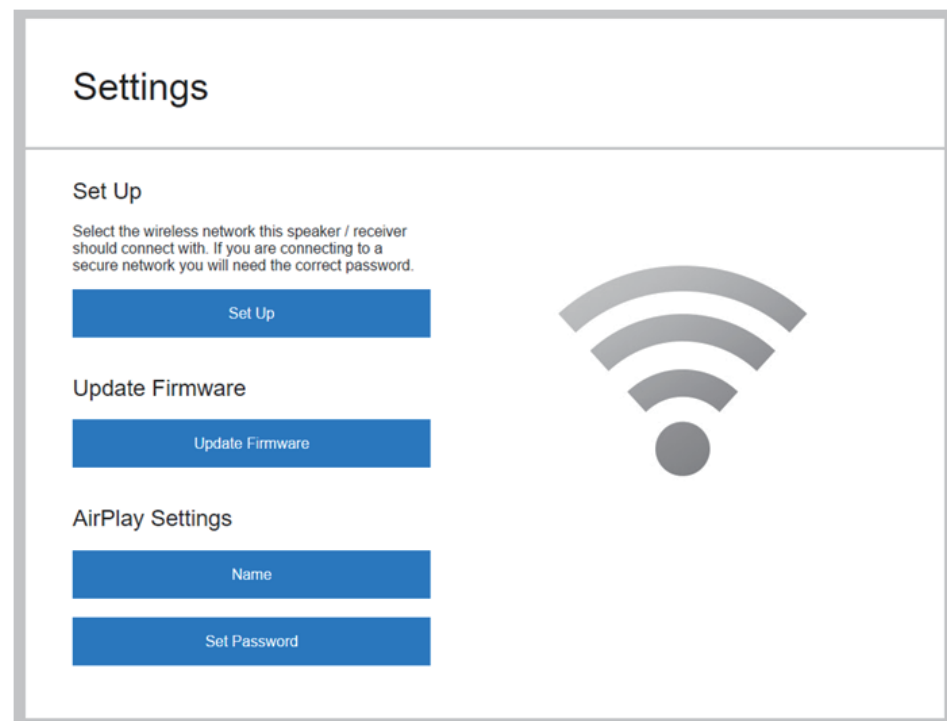 Settings
Set Up
Select the wireless network this speaker / receiver
should connect with. If you are connecting to a
secure network you will need the correct password.
Set Up
Update Firmware
Update Firmware
AirPlay Settings
Name
Set Password